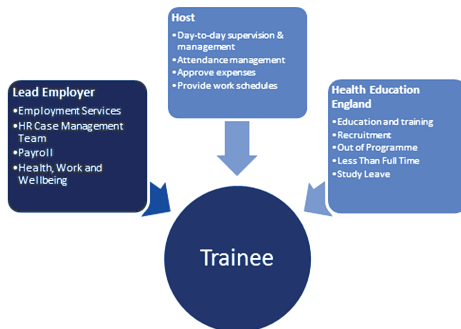 Host
•Day-to-day supervision &
management
•Attendance management
•Approve expenses
•Provide work schedules
Lead Employer
•Employment Services
•HR Case Management
Team
•Payroll
•Health, Work and
Wellbeing
Health Education
England
•Education and training
•Recruitment
•Out of Programme
•Less Than Full Time
•Study Leave
Trainee